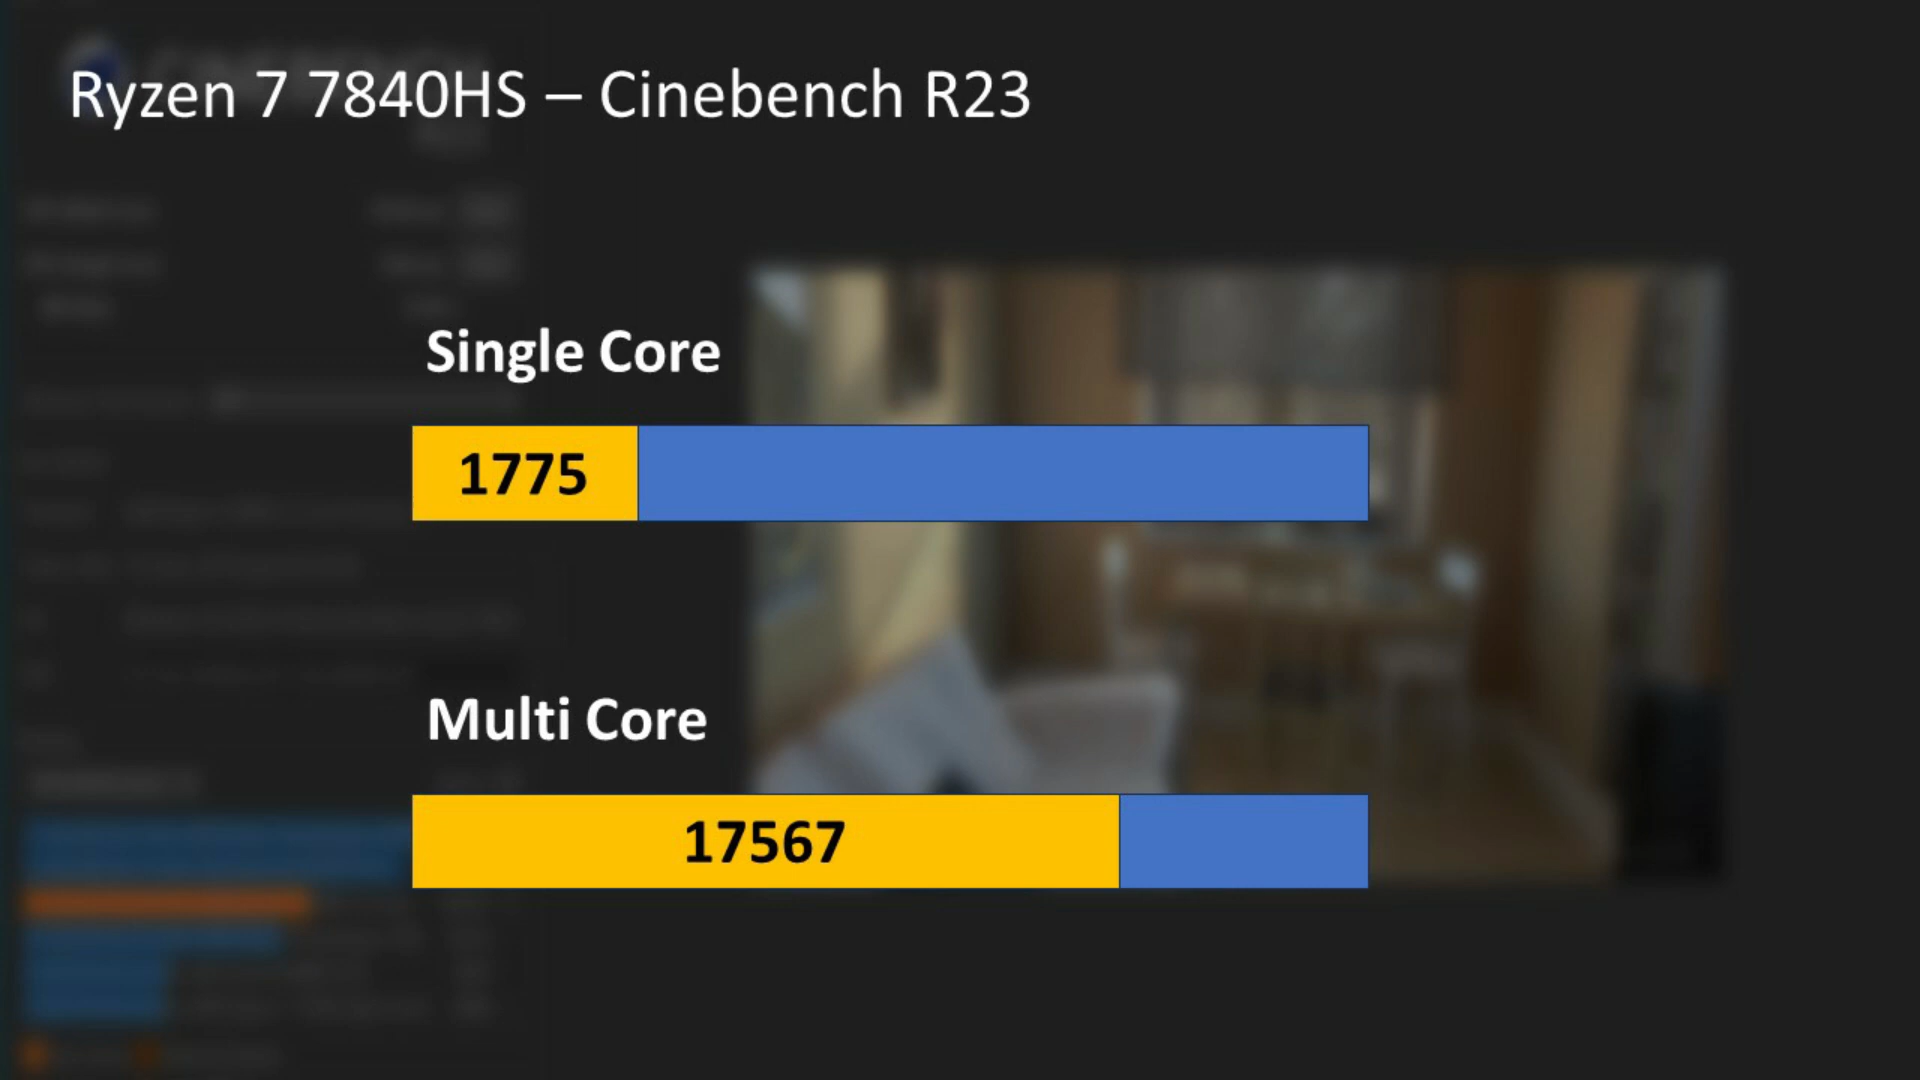 Ryzen 7 7840HS – Cinebench R23
Single Core
1775
Multi Core
17567